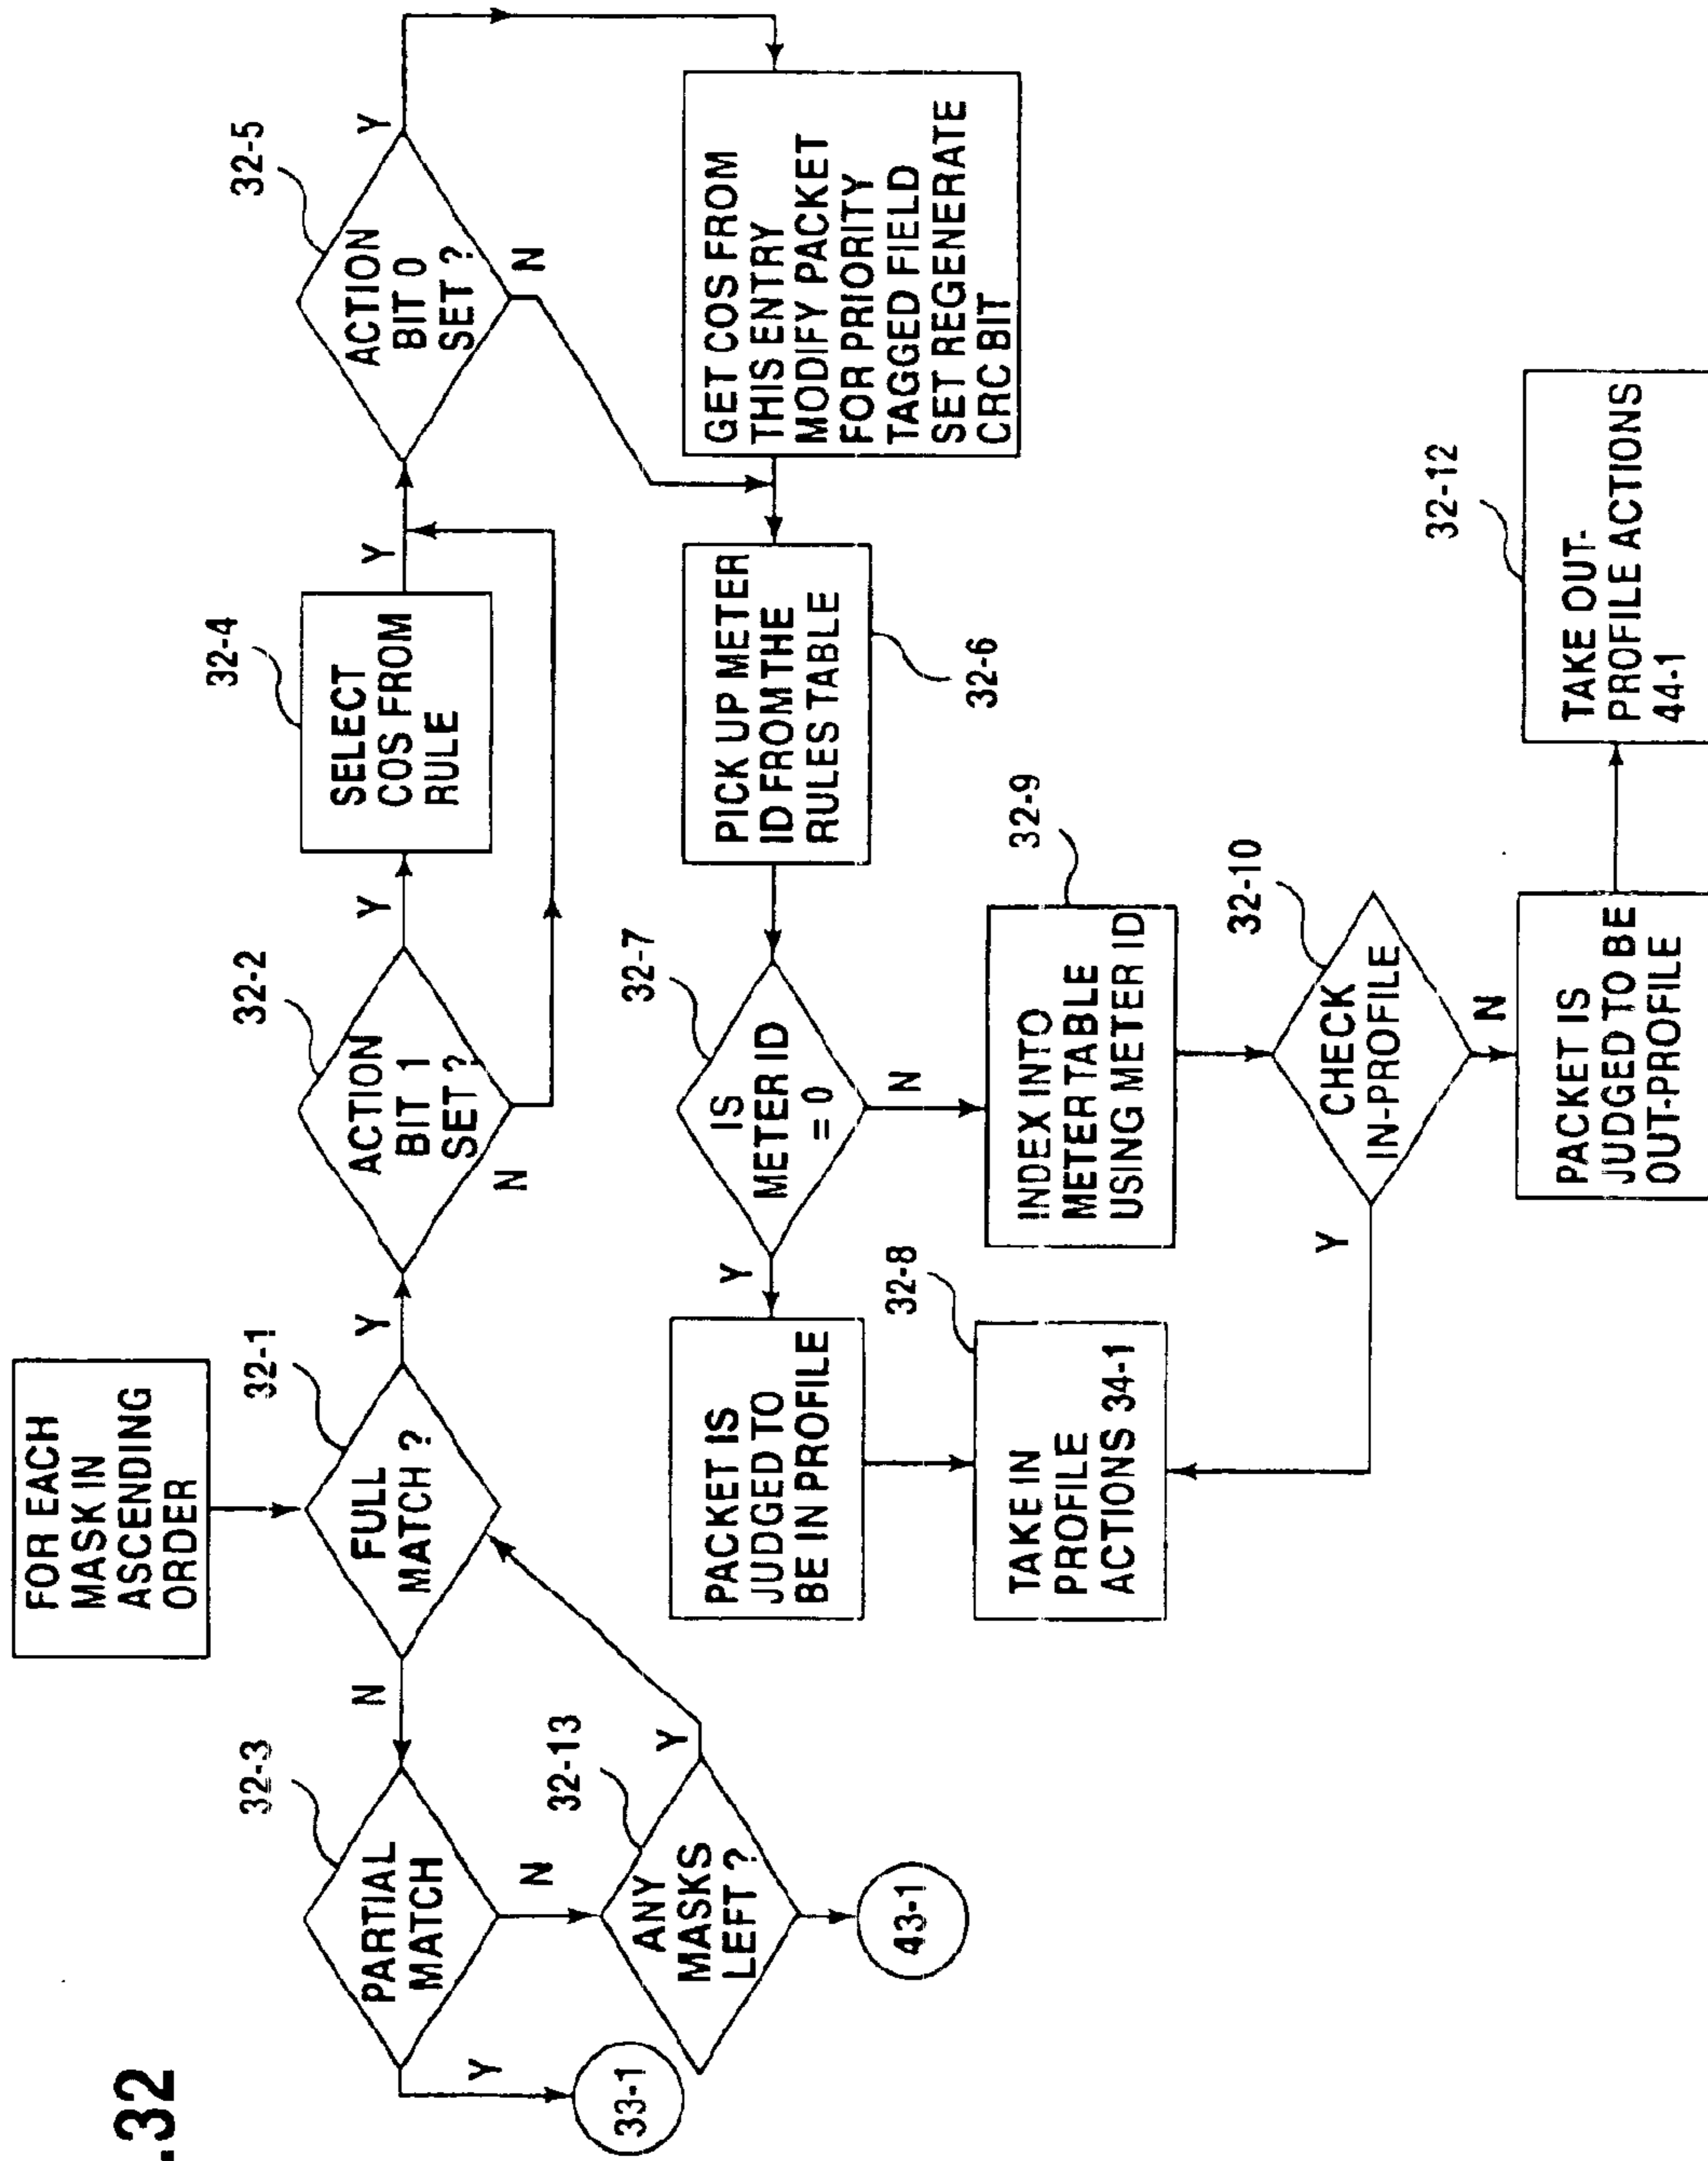 .32
FOR EACH
MASK IN
ASCENDING
ORDER
32-3
PARTIAL
MATCH
N
32-1
FULL
MATCH ?
Y
32-2
ACTION
BIT 1
SET ?
Y
N
32-4
SELECT
COS FROM
RULE
Y
32-5
ACTION
BIT 0
SET ?
Y
N
Y
33-1
N
32-13
ANY
MASKS
LEFT ?
Y
43-1
GET COS FROM
THIS ENTRY
MODIFY PACKET
FOR PRIORITY
TAGGED FIELD
SET REGENERATE
CRC BIT
PICK UP METER
ID FROM THE
RULES TABLE
32-6
32-7
IS
METER ID
= 0
Y
N
PACKET IS
JUDGED TO
BE IN PROFILE
32-8
TAKE IN
PROFILE
ACTIONS 34-1
32-9
INDEX INTO
METER TABLE
USING METER ID
32-10
CHECK
IN-PROFILE
Y
N
PACKET IS
JUDGED TO BE
OUT-PROFILE
32-12
TAKE OUT-
PROFILE ACTIONS
44-1